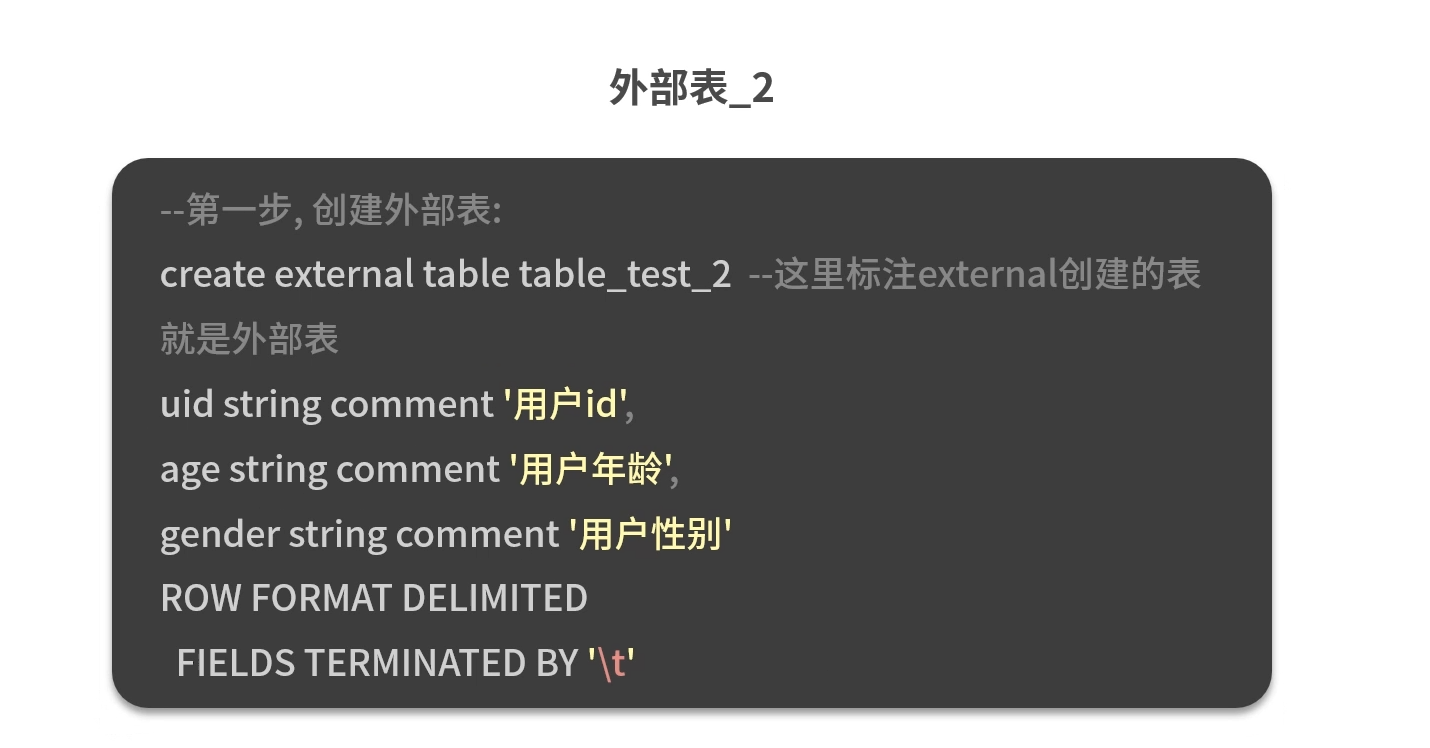 外部表_2
--第一步, 创建外部表:
create external table table_test_2  --这里标注external创建的表
就是外部表
uid string comment '用户id',
age string comment '用户年龄',
gender string comment '用户性别'
ROW FORMAT DELIMITED
  FIELDS TERMINATED BY '\t'